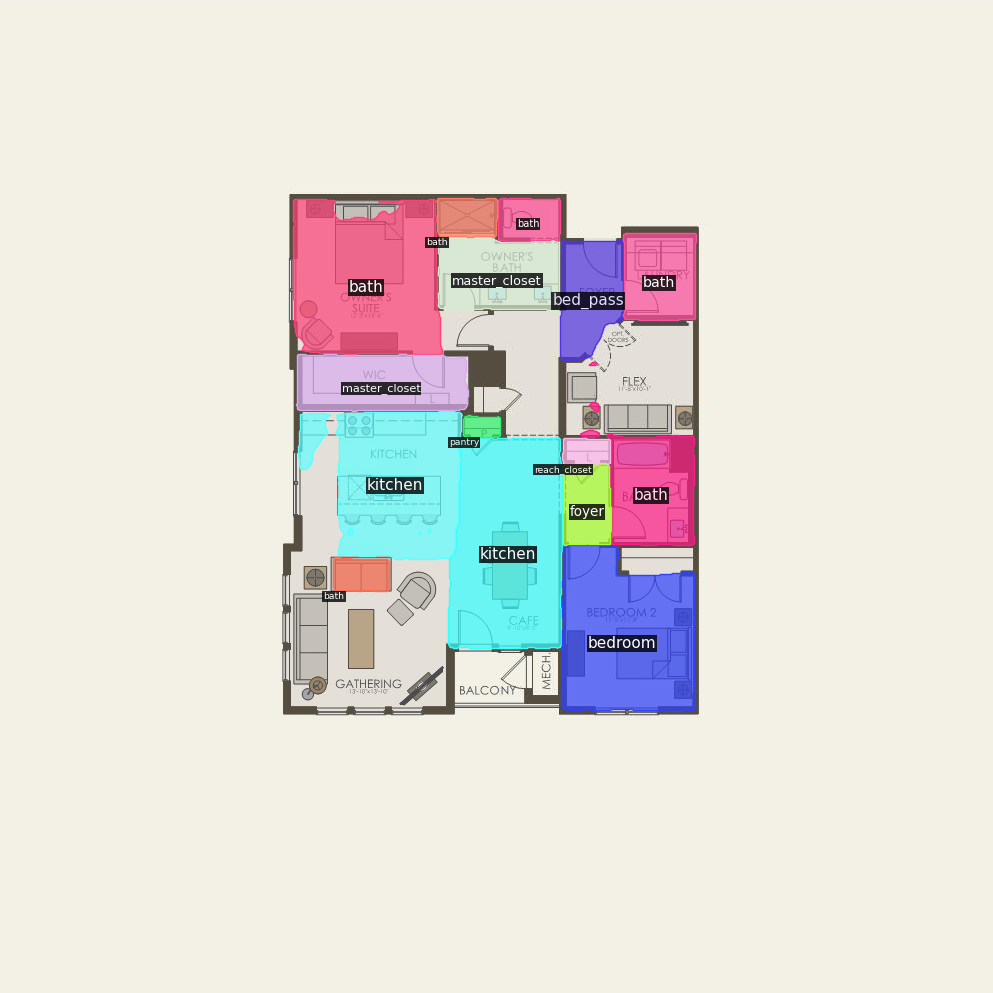 bath
bath
OWNER'S
BATH
master_closet
bath
LAUNDRY
bath
OWNER'S
SUITE
FOYER
bed_pass
OPT.
DOORS
WIC
master_closet
L
FLEX
11'-5"x10'-1"
P
pantry
KITCHEN
kitchen
L
reach_closet
foyer
bath
kitchen
bath
CAFE
BEDROOM 2
bedroom
GATHERING
13'-10"x13'-10"
BALCONY
MECH.